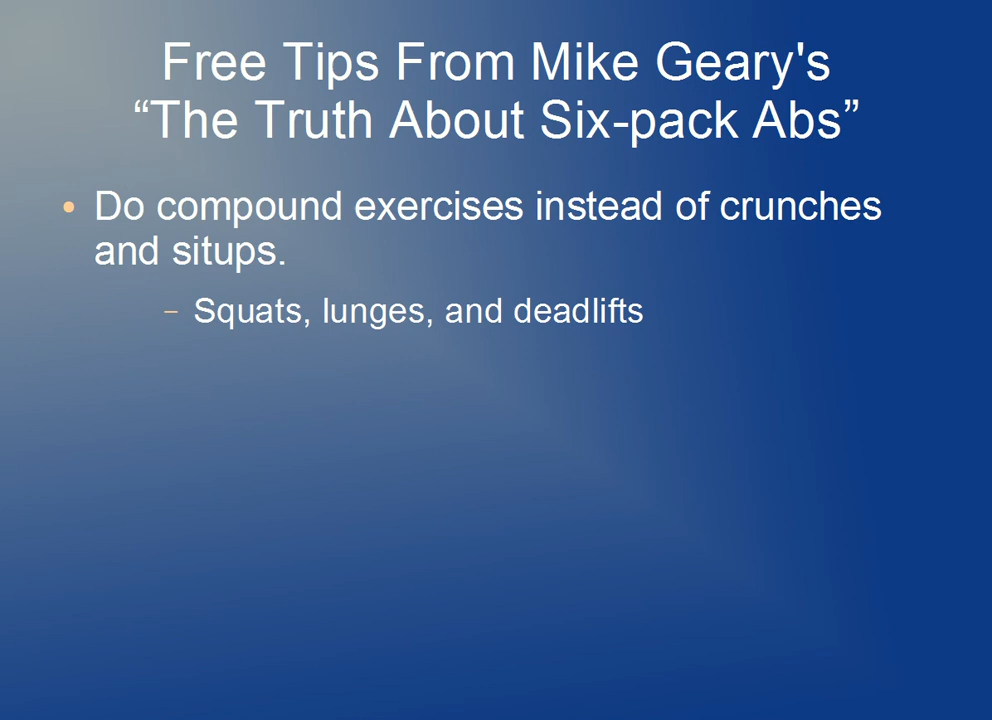 Free Tips From Mike Geary's
“The Truth About Six-pack Abs”
• Do compound exercises instead of crunches
and situps.
– Squats, lunges, and deadlifts